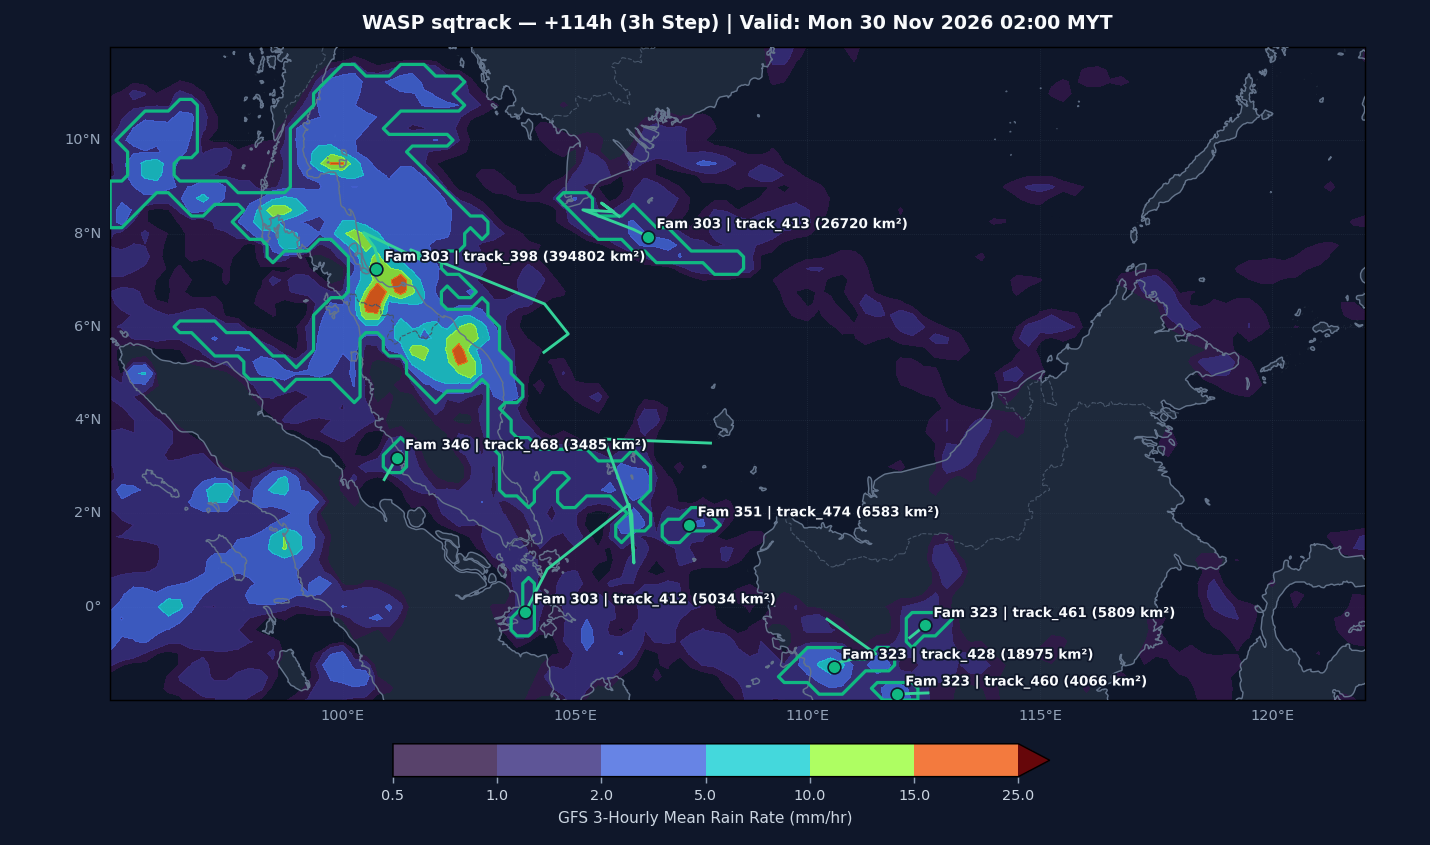 WASP sqtrack — +114h (3h Step) | Valid: Mon 30 Nov 2026 02:00 MYT
10°N
8°N
6°N
4°N
2°N
0°
Fam 303 | track_413 (26720 km²)
Fam 303 | track_398 (394802 km²)
Fam 346 | track_468 (3485 km²)
Fam 351 | track_474 (6583 km²)
Fam 303 | track_412 (5034 km²)
Fam 323 | track_461 (5809 km²)
Fam 323 | track_428 (18975 km²)
Fam 323 | track_460 (4066 km²)
100°E 105°E 110°E 115°E 120°E
0.5 1.0 2.0 5.0 10.0 15.0 25.0
GFS 3-Hourly Mean Rain Rate (mm/hr)